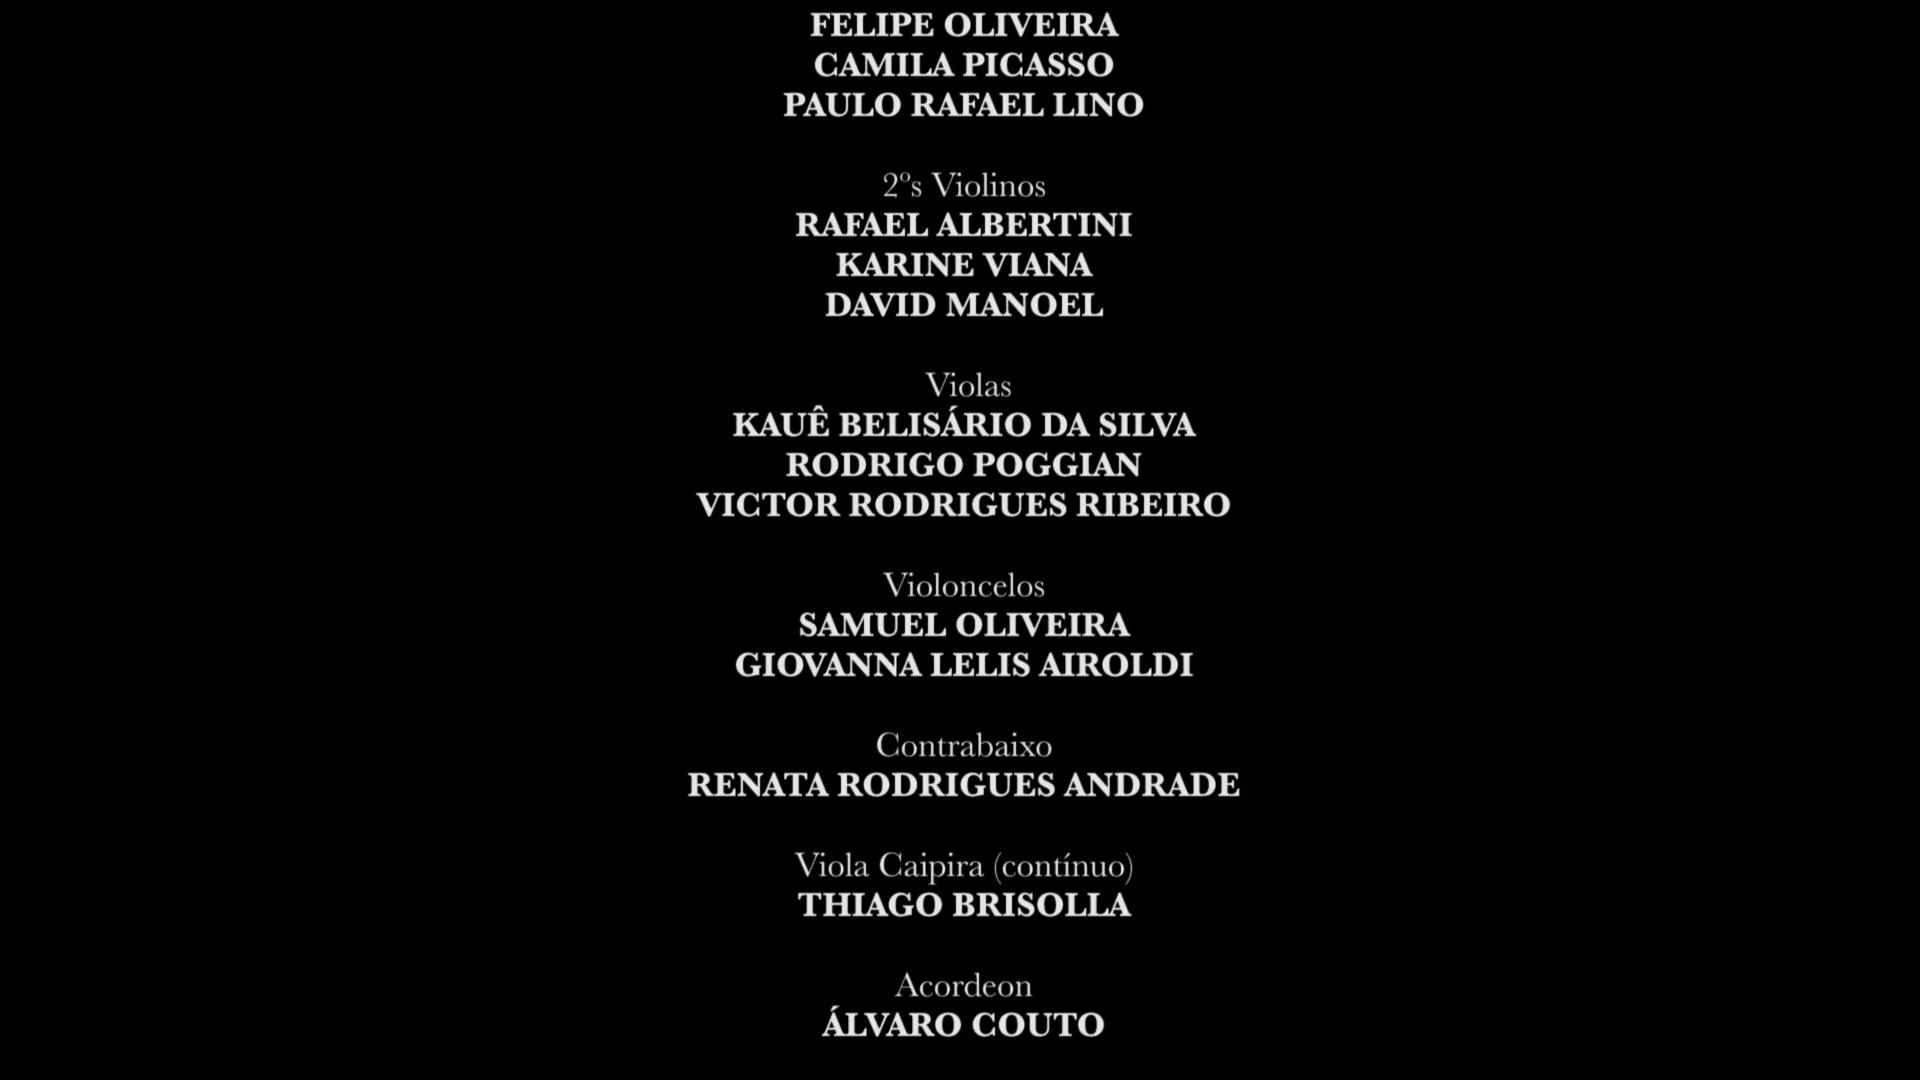 FELIPE OLIVEIRA
CAMILA PICASSO
PAULO RAFAEL LINO
2ºs Violinos
RAFAEL ALBERTINI
KARINE VIANA
DAVID MANOEL
Violas
KAUÊ BELISÁRIO DA SILVA
RODRIGO POGGIAN
VICTOR RODRIGUES RIBEIRO
Violoncelos
SAMUEL OLIVEIRA
GIOVANNA LELIS AIROLDI
Contrabaixo
RENATA RODRIGUES ANDRADE
Viola Caipira (contínuo)
THIAGO BRISOLLA
Acordeon
ÁLVARO COUTO